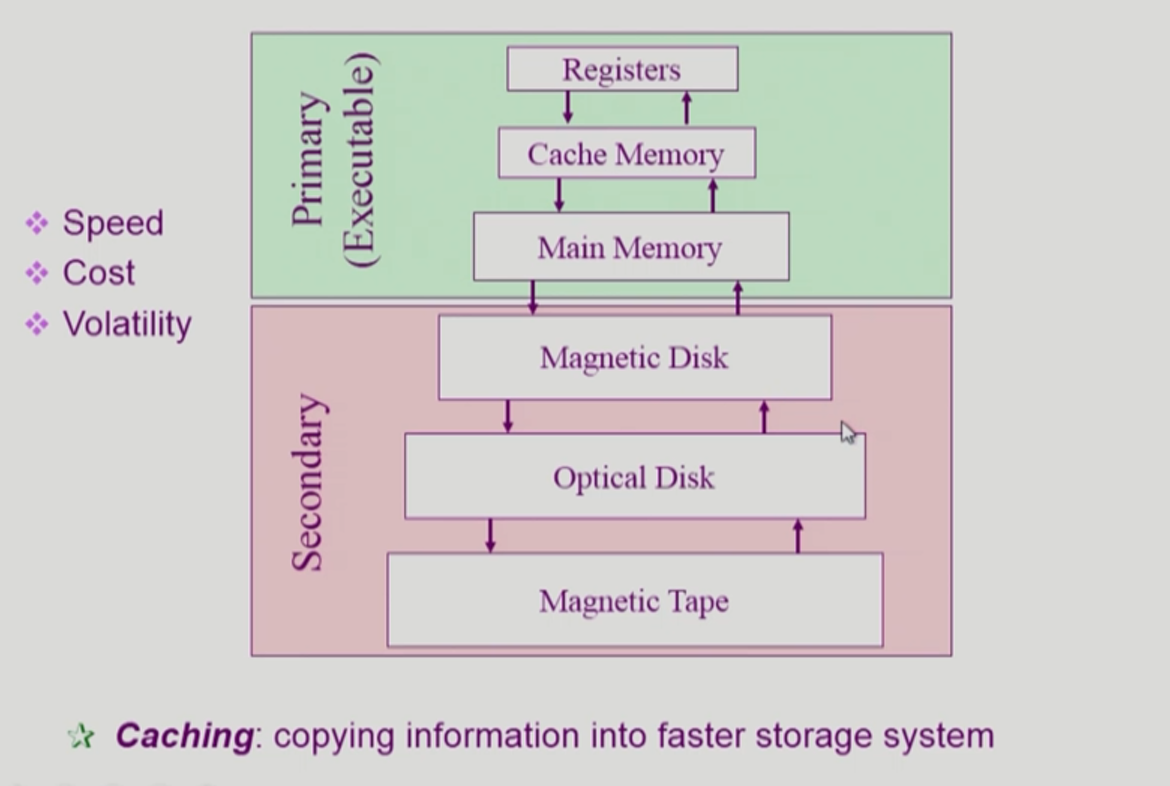 Primary
(Executable)
Registers
Cache Memory
Main Memory
❖ Speed
❖ Cost
❖ Volatility
Secondary
Magnetic Disk
Optical Disk
Magnetic Tape
☆ Caching: copying information into faster storage system